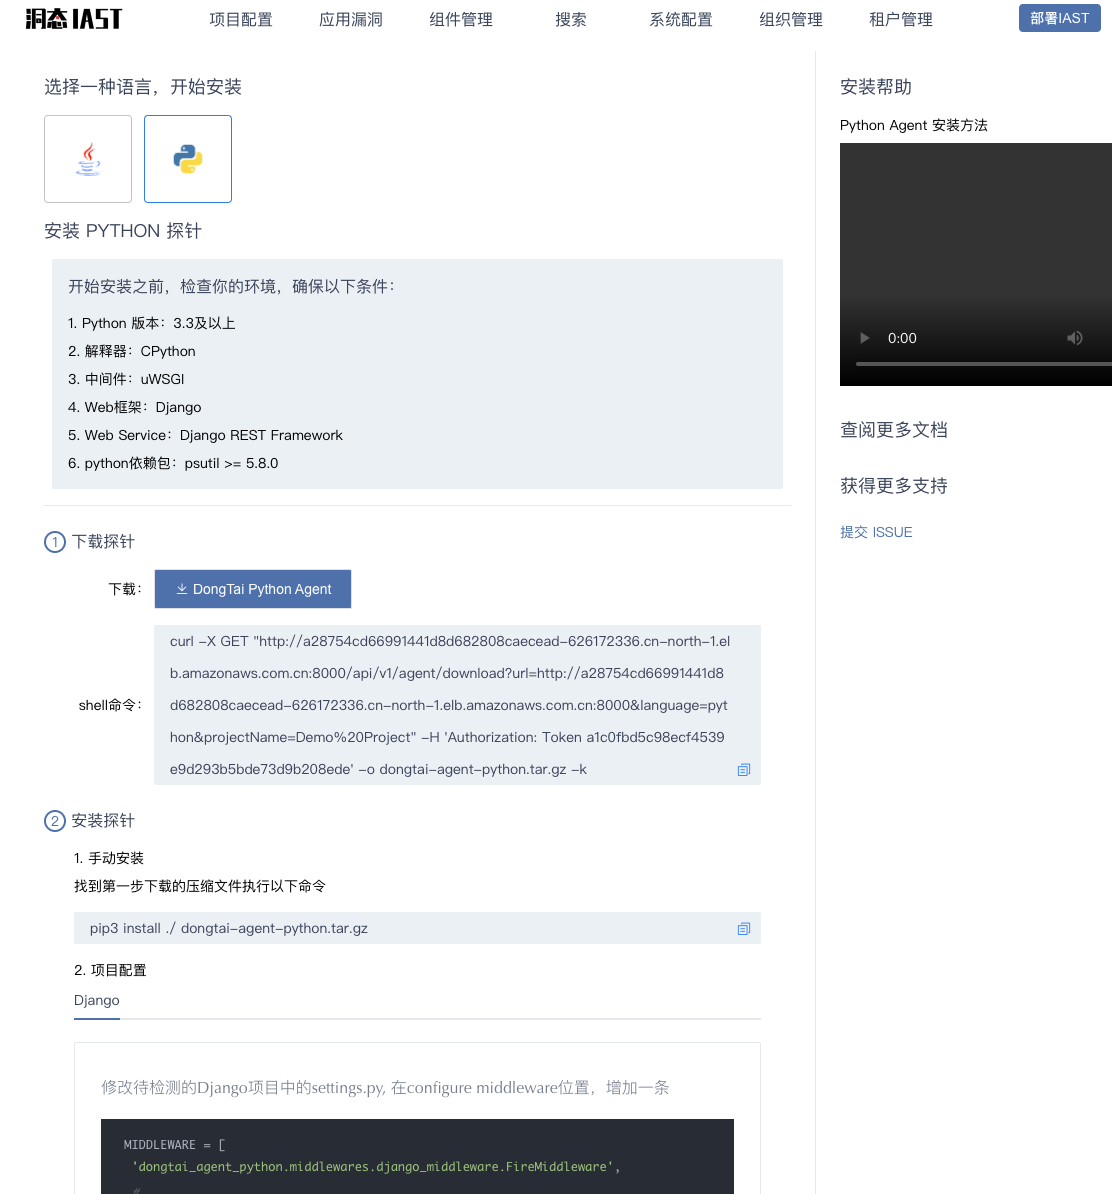 洞态 IAST
项目配置 应用漏洞 组件管理 搜索 系统配置 组织管理 租户管理 部署IAST
选择一种语言，开始安装
安装 PYTHON 探针
开始安装之前，检查你的环境，确保以下条件：
1. Python 版本：3.3及以上
2. 解释器：CPython
3. 中间件：uWSGI
4. Web框架：Django
5. Web Service：Django REST Framework
6. python依赖包：psutil >= 5.8.0
1 下载探针
下载： DongTai Python Agent
shell命令：
curl -X GET "http://a28754cd66991441d8d682808caecead-626172336.cn-north-1.el
b.amazonaws.com.cn:8000/api/v1/agent/download?url=http://a28754cd66991441d8
d682808caecead-626172336.cn-north-1.elb.amazonaws.com.cn:8000&language=pyt
hon&projectName=Demo%20Project" -H 'Authorization: Token a1c0fbd5c98ecf4539
e9d293b5bde73d9b208ede' -o dongtai-agent-python.tar.gz -k
2 安装探针
1. 手动安装
找到第一步下载的压缩文件执行以下命令
pip3 install ./ dongtai-agent-python.tar.gz
2. 项目配置
Django
修改待检测的Django项目中的settings.py, 在configure middleware位置，增加一条
MIDDLEWARE = [
'dongtai_agent_python.middlewares.django_middleware.FireMiddleware',
安装帮助
Python Agent 安装方法
0:00
查阅更多文档
获得更多支持
提交 ISSUE